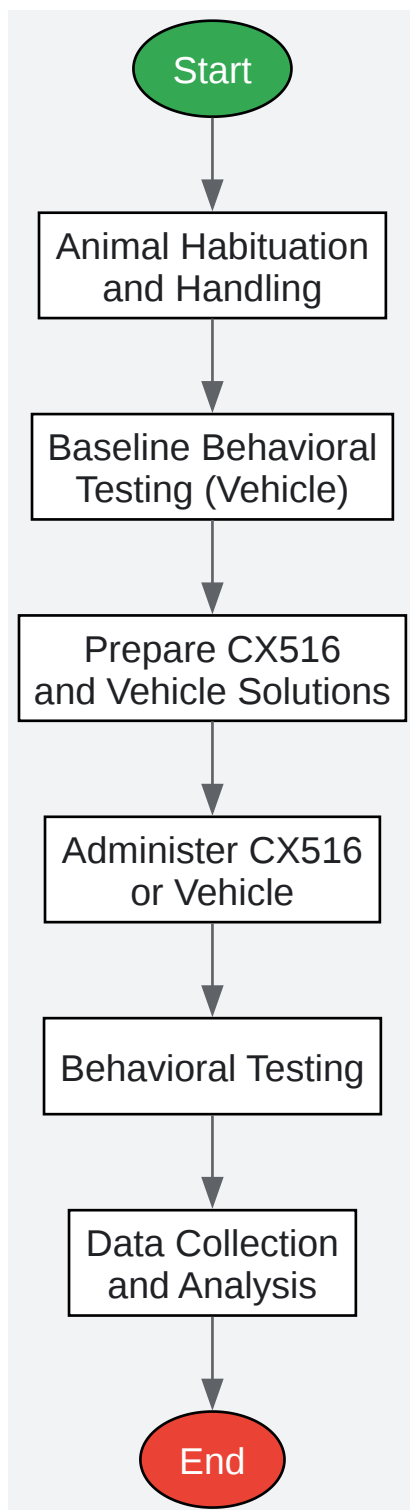 Start
Animal Habituation
and Handling
Baseline Behavioral
Testing (Vehicle)
Prepare CX516
and Vehicle Solutions
Administer CX516
or Vehicle
Behavioral Testing
Data Collection
and Analysis
End